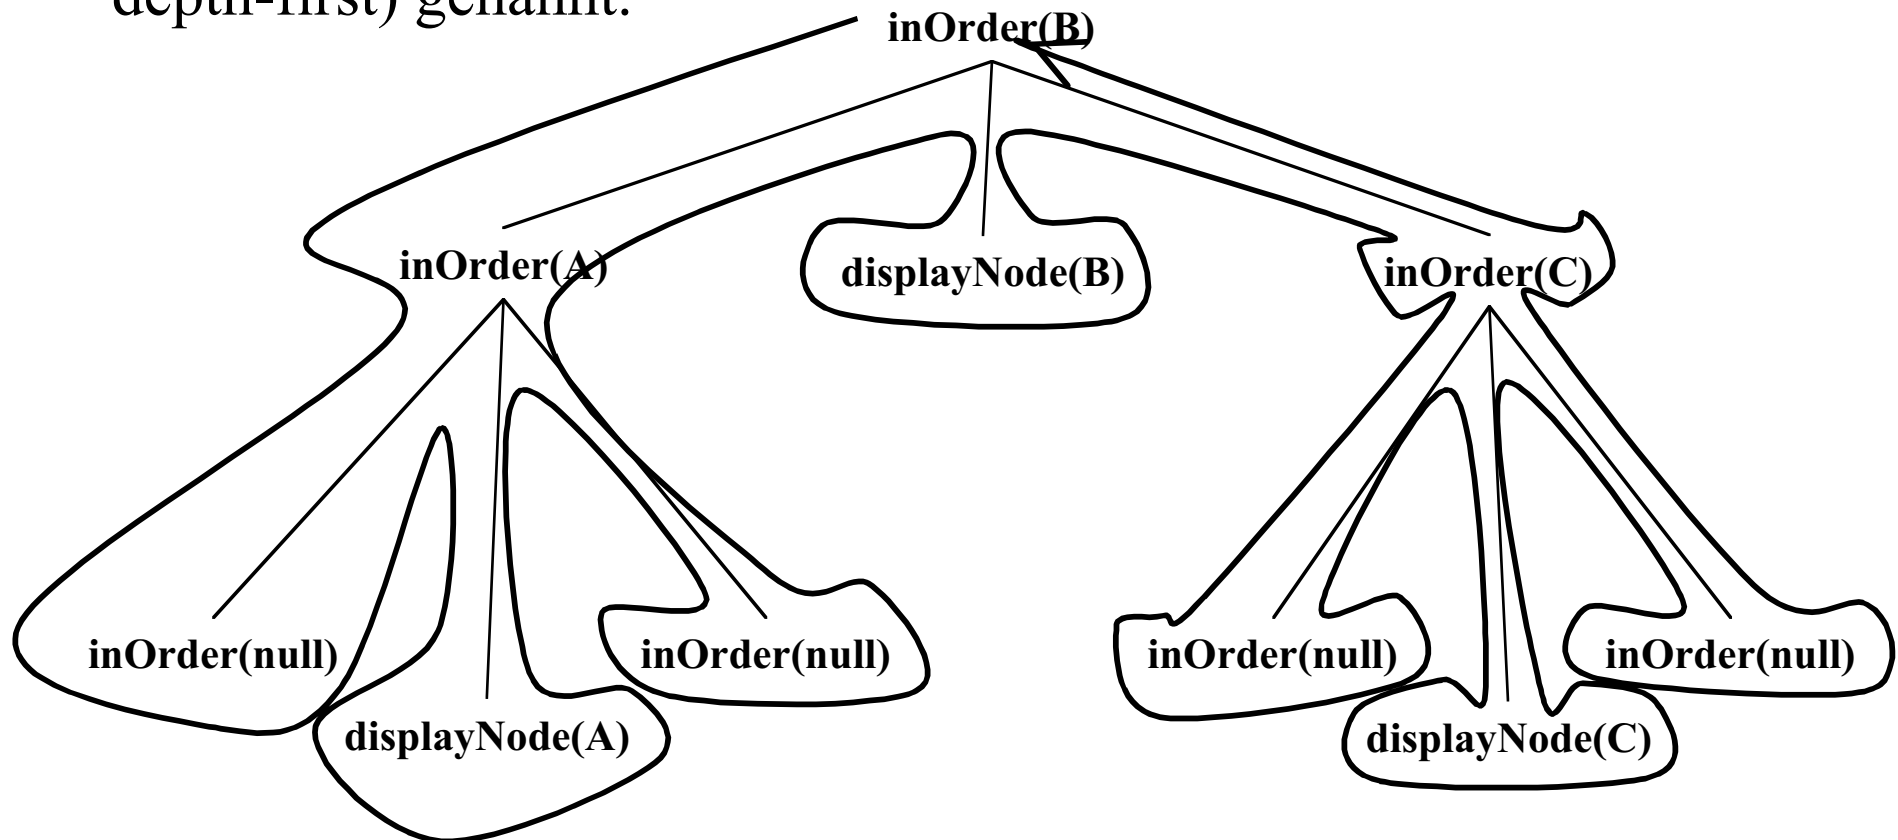 depth-first) genannt.
inOrder(B)
inOrder(A)
displayNode(B)
inOrder(C)
inOrder(null)
inOrder(null)
inOrder(null)
inOrder(null)
displayNode(A)
displayNode(C)